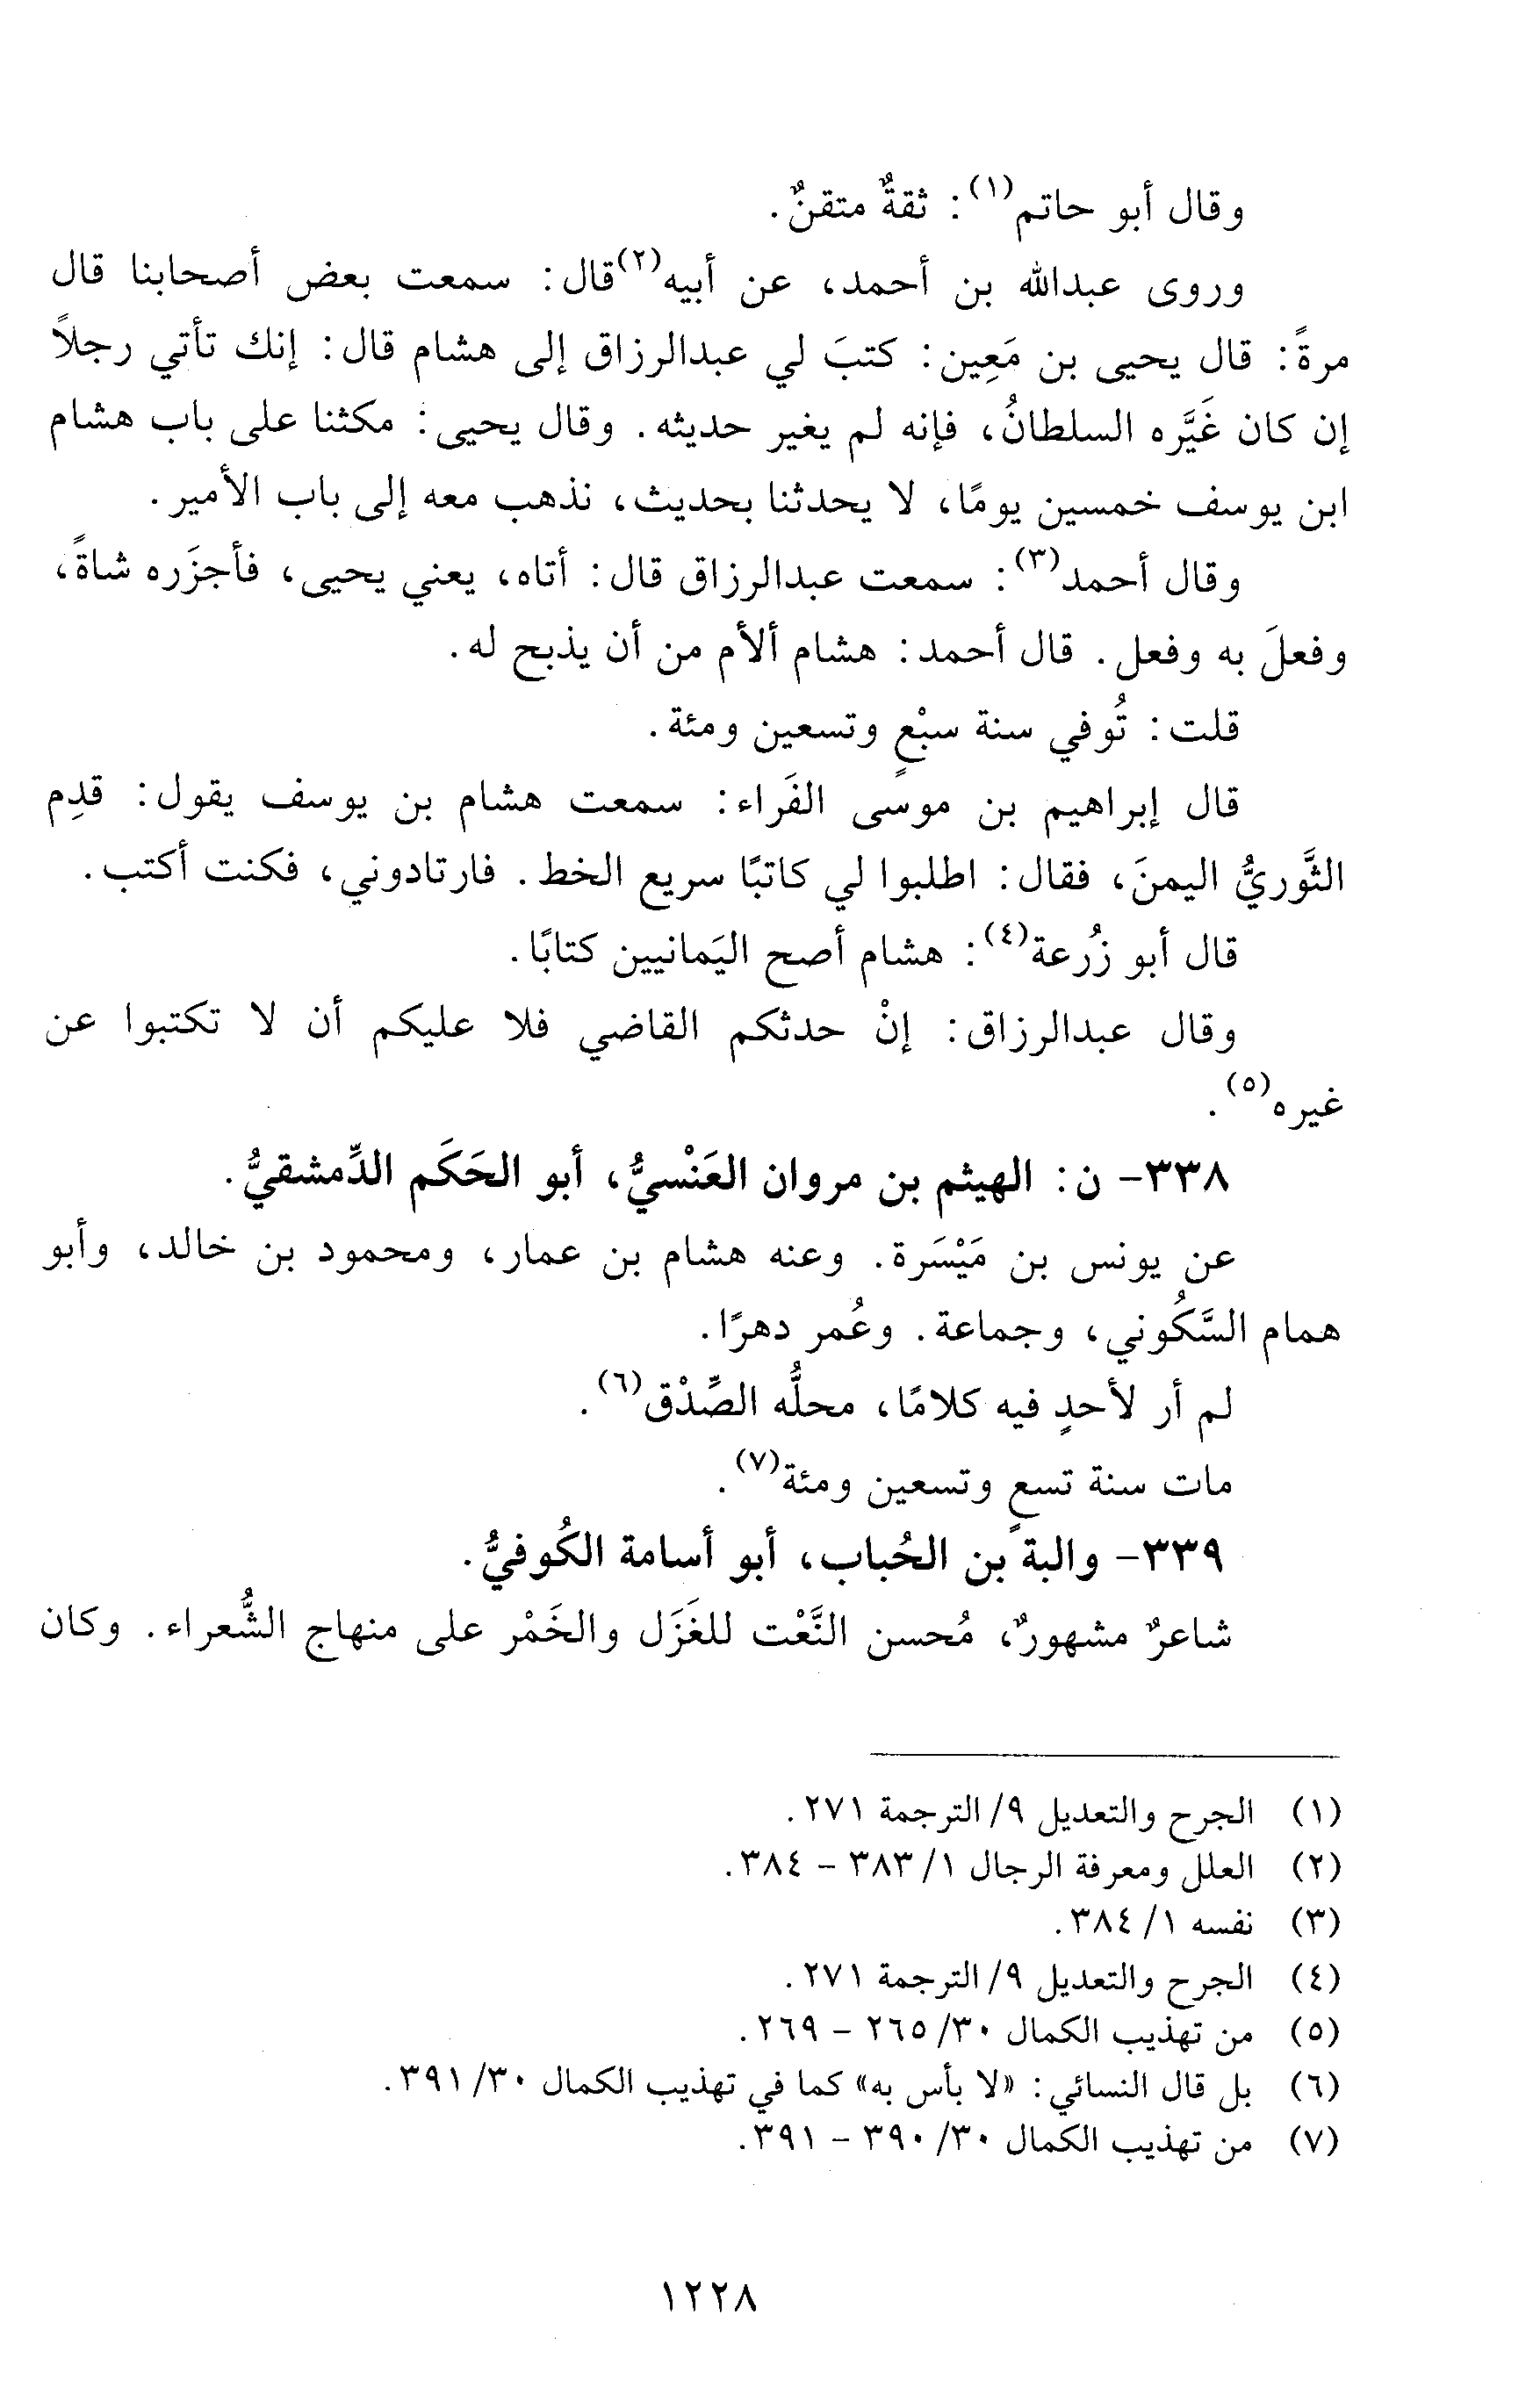 وقال أبو حاتم(١): ثقةٌ متقنٌ.
وروى عبدالله بن أحمد، عن أبيه(٢)قال: سمعت بعض أصحابنا قال
مرةً: قال يحيى بن مَعِين: كتبَ لي عبدالرزاق إلى هشام قال: إنك تأتي رجلاً
إن كان غَيَّره السلطانُ، فإنه لم يغير حديثه. وقال يحيى: مكثنا على باب هشام
ابن يوسف خمسين يومًا، لا يحدثنا بحديث، نذهب معه إلى باب الأمير.
وقال أحمد(٣): سمعت عبدالرزاق قال: أتاه، يعني يحيى، فأجزَره شاةً،
وفعلَ به وفعل. قال أحمد: هشام ألأم من أن يذبح له.
قلت: تُوفي سنة سبْعٍ وتسعين ومئة.
قال إبراهيم بن موسى الفَراء: سمعت هشام بن يوسف يقول: قدِم
الثَّوريُّ اليمنَ، فقال: اطلبوا لي كاتبًا سريع الخط. فارتادوني، فكنت أكتب.
قال أبو زُرعة(٤): هشام أصح اليَمانيين كتابًا.
وقال عبدالرزاق: إنْ حدثكم القاضي فلا عليكم أن لا تكتبوا عن
غيره(٥).
٣٣٨- ن: الهيثم بن مروان العَنْسيُّ، أبو الحَكَم الدِّمشقيُّ.
عن يونس بن مَيْسَرة. وعنه هشام بن عمار، ومحمود بن خالد، وأبو
همام السَّكُوني، وجماعة. وعُمر دهرًا.
لم أر لأحدٍ فيه كلامًا، محلُّه الصِّدْق(٦).
مات سنة تسعٍ وتسعين ومئة(٧).
٣٣٩- والبة بن الحُباب، أبو أسامة الكُوفيُّ.
شاعرٌ مشهورٌ، مُحسن النَّعْت للغَزَل والخَمْر على منهاج الشُّعراء. وكان
(١) الجرح والتعديل ٩/ الترجمة ٢٧١.
(٢) العلل ومعرفة الرجال ١/ ٣٨٣ - ٣٨٤.
(٣) نفسه ١/ ٣٨٤.
(٤) الجرح والتعديل ٩/ الترجمة ٢٧١.
(٥) من تهذيب الكمال ٣٠/ ٢٦٥ - ٢٦٩.
(٦) بل قال النسائي: «لا بأس به» كما في تهذيب الكمال ٣٠/ ٣٩١.
(٧) من تهذيب الكمال ٣٠/ ٣٩٠ - ٣٩١.
١٢٢٨